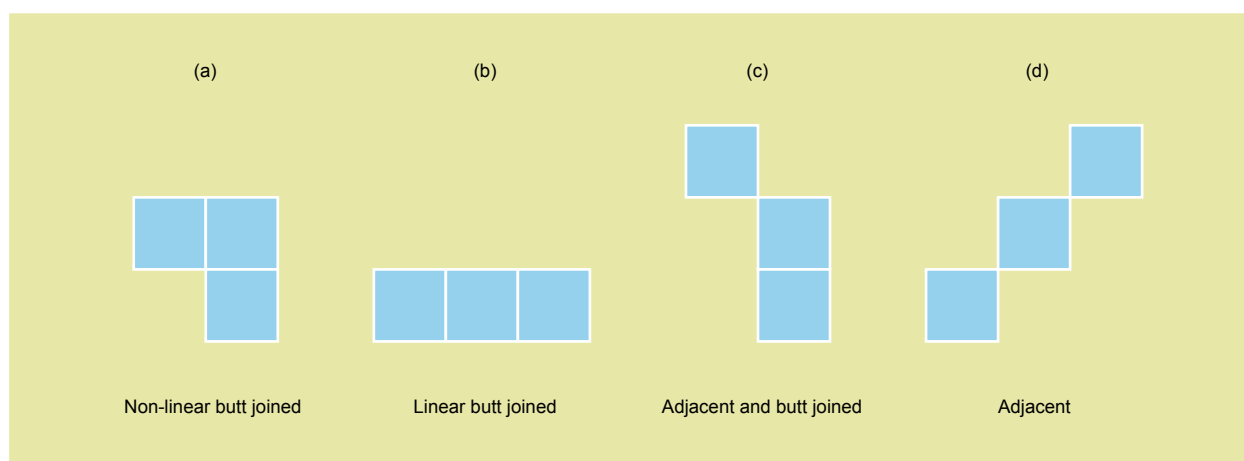 (a)
(b)
(c)
(d)
Non-linear butt joined
Linear butt joined
Adjacent and butt joined
Adjacent